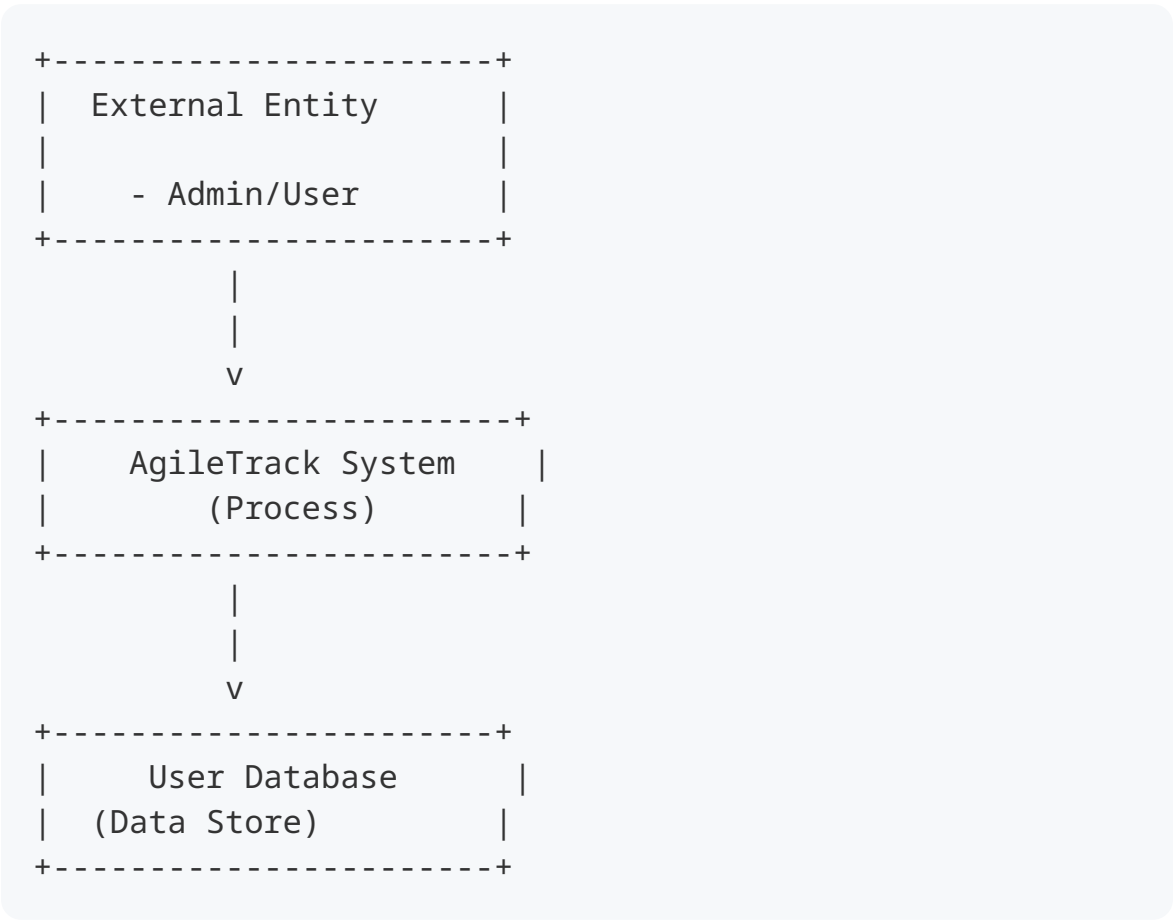 +-----------------------+
|  External Entity      |
|                       |
|    - Admin/User       |
+-----------------------+
          |
          |
          v
+------------------------+
|    AgileTrack System    |
|        (Process)       |
+------------------------+
          |
          |
          v
+-----------------------+
|     User Database      |
|  (Data Store)         |
+-----------------------+